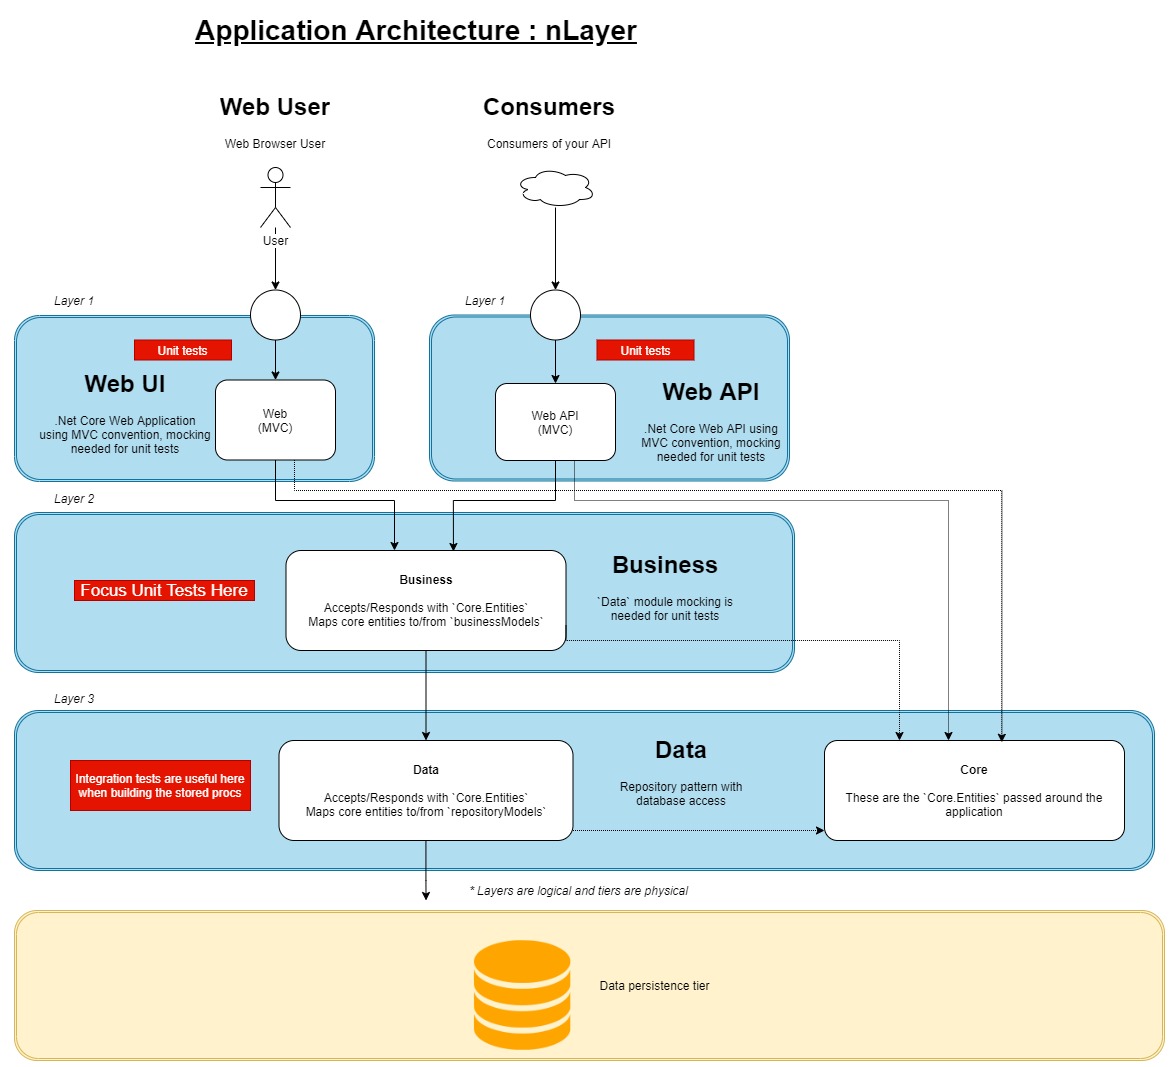 Application Architecture : nLayer
Web User
Consumers
Web Browser User
Consumers of your API
User
Layer 1
Layer 1
Unit tests
Unit tests
Web UI
Web API
.Net Core Web Application
using MVC convention, mocking
needed for unit tests
Web
(MVC)
Web API
(MVC)
.Net Core Web API using
MVC convention, mocking
needed for unit tests
Layer 2
Focus Unit Tests Here
Business
Accepts/Responds with `Core.Entities`
Maps core entities to/from `businessModels`
Business
`Data` module mocking is
needed for unit tests
Layer 3
Integration tests are useful here
when building the stored procs
Data
Accepts/Responds with `Core.Entities`
Maps core entities to/from `repositoryModels`
Data
Repository pattern with
database access
Core
These are the `Core.Entities` passed around the
application
* Layers are logical and tiers are physical
Data persistence tier